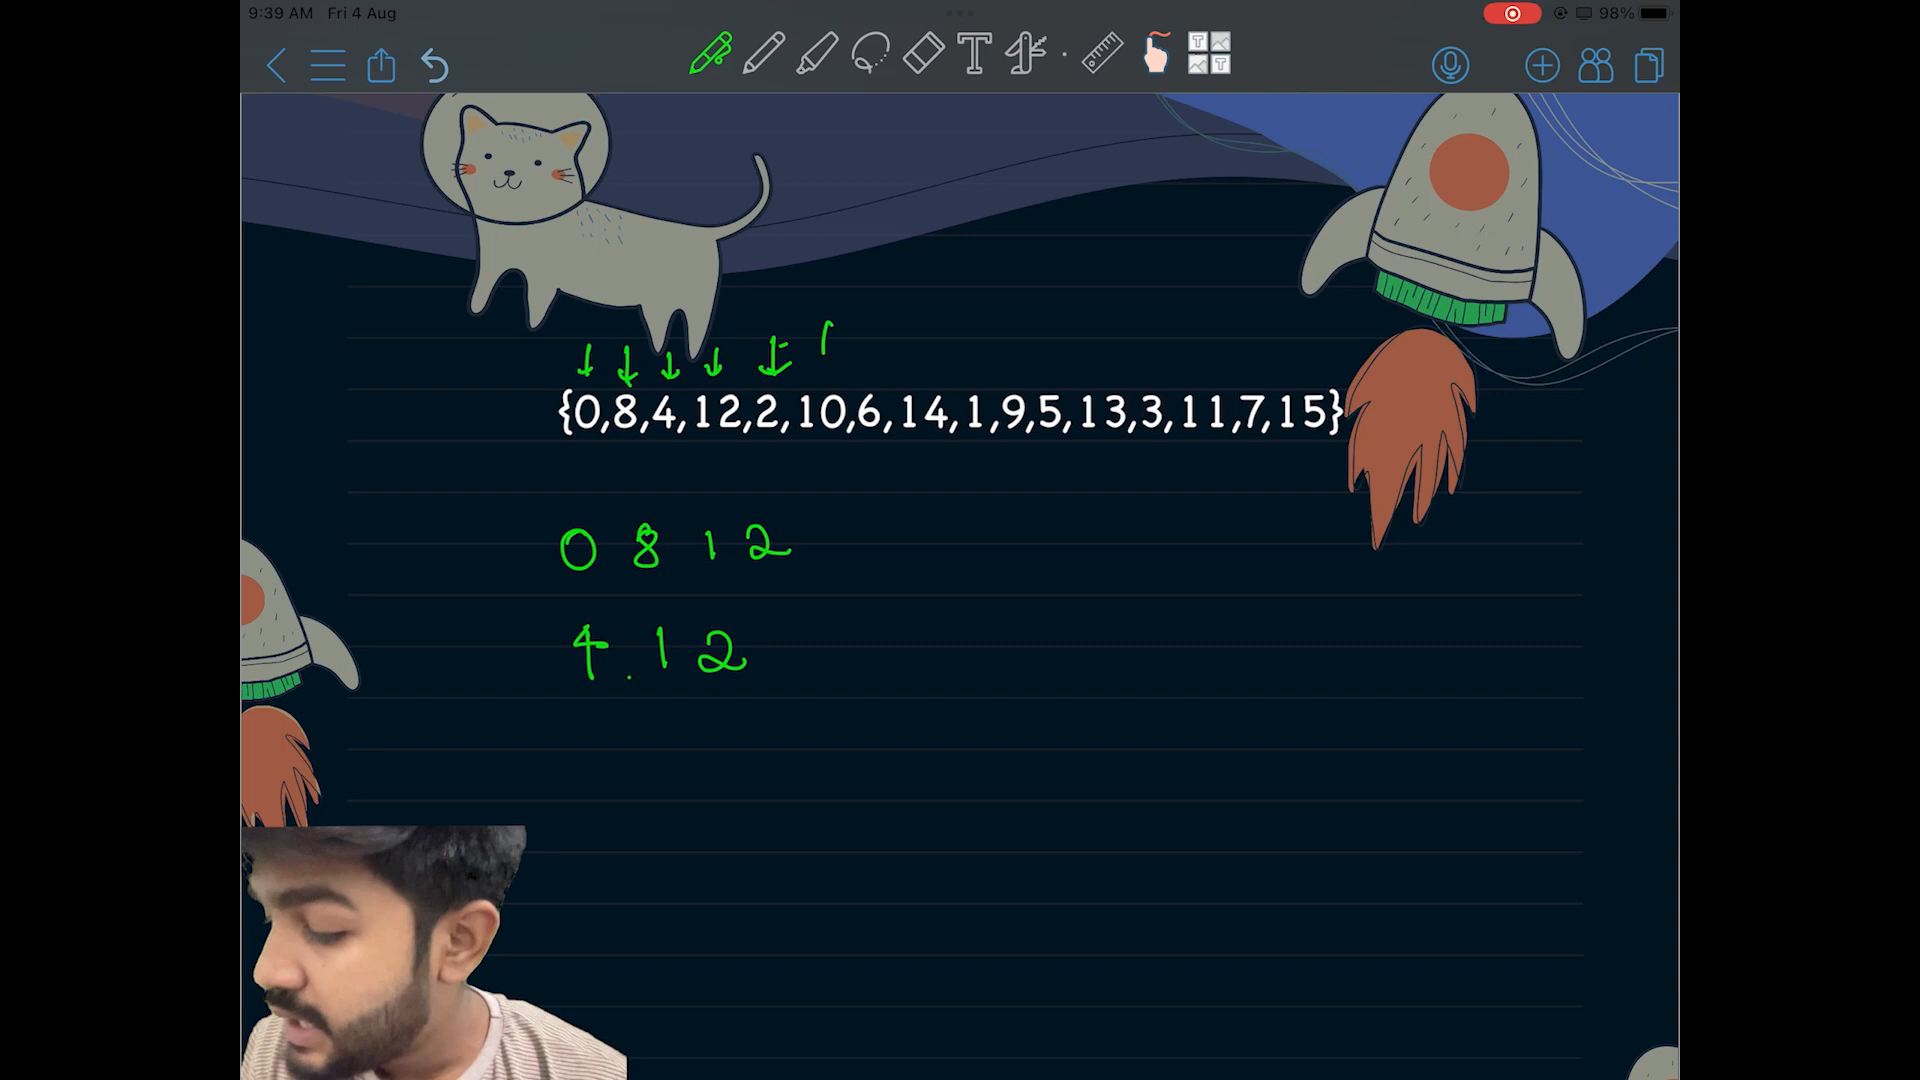 9:39 AM Fri 4 Aug
98%
{0,8,4,12,2,10,6,14,1,9,5,13,3,11,7,15}
0 8 12
4 12